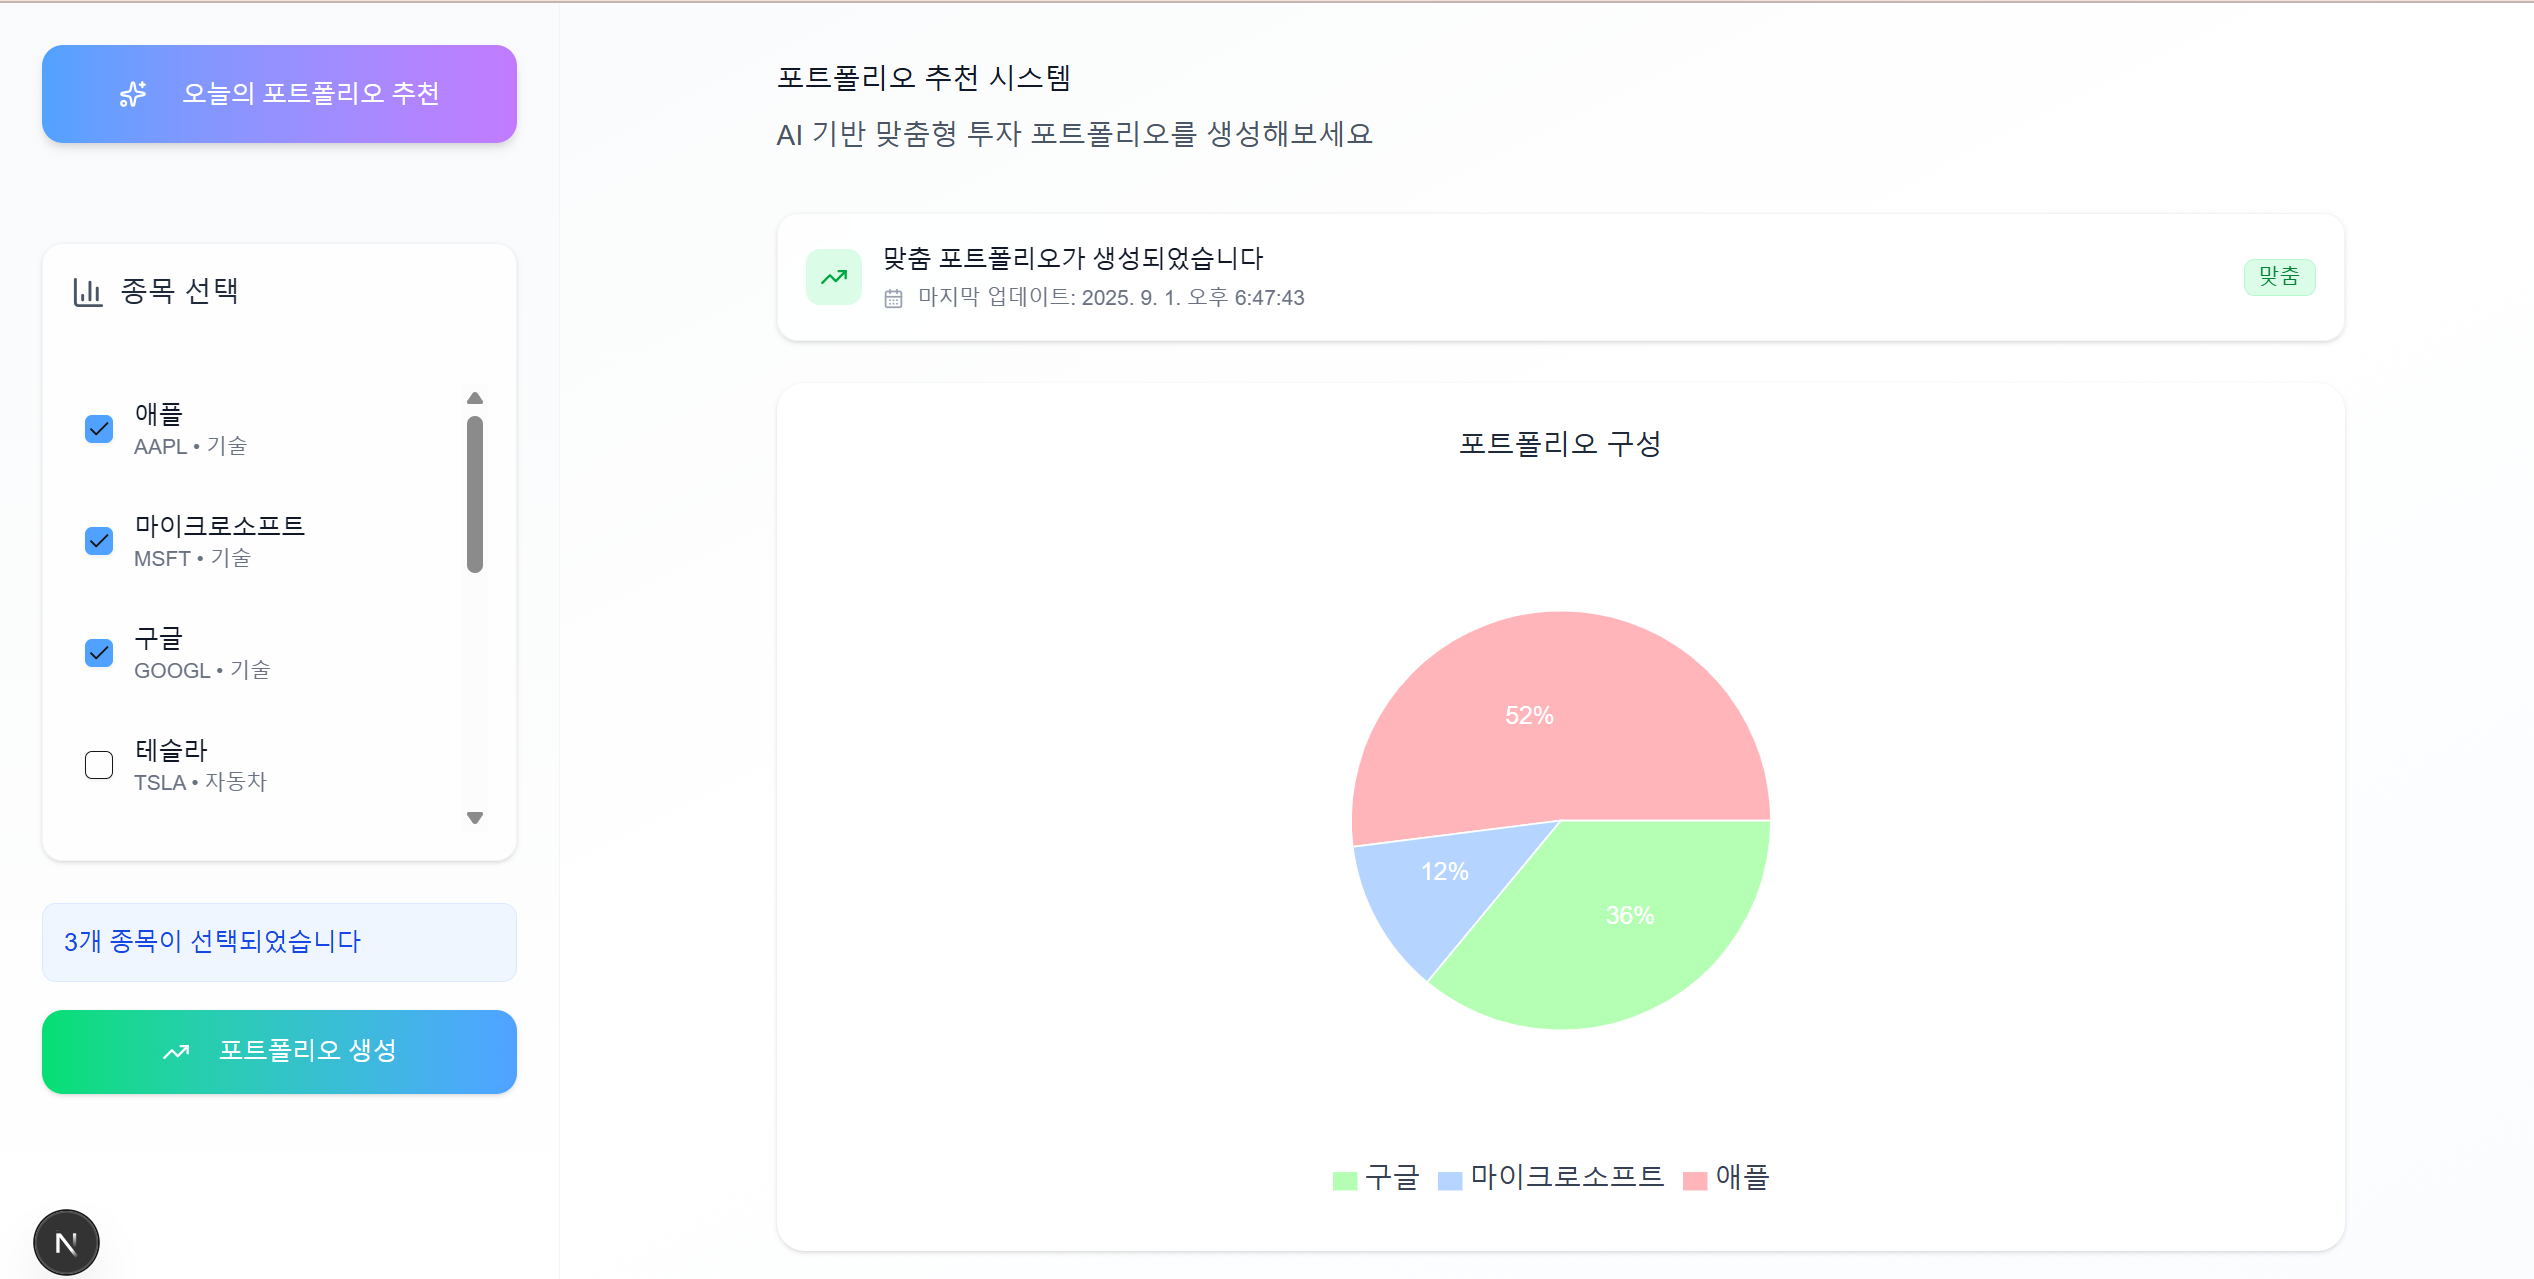 오늘의 포트폴리오 추천
종목 선택
애플
AAPL • 기술
마이크로소프트
MSFT • 기술
구글
GOOGL • 기술
테슬라
TSLA • 자동차
3개 종목이 선택되었습니다
포트폴리오 생성
N
포트폴리오 추천 시스템
AI 기반 맞춤형 투자 포트폴리오를 생성해보세요
맞춤 포트폴리오가 생성되었습니다
마지막 업데이트: 2025. 9. 1. 오후 6:47:43
맞춤
포트폴리오 구성
52%
12%
36%
구글 마이크로소프트 애플